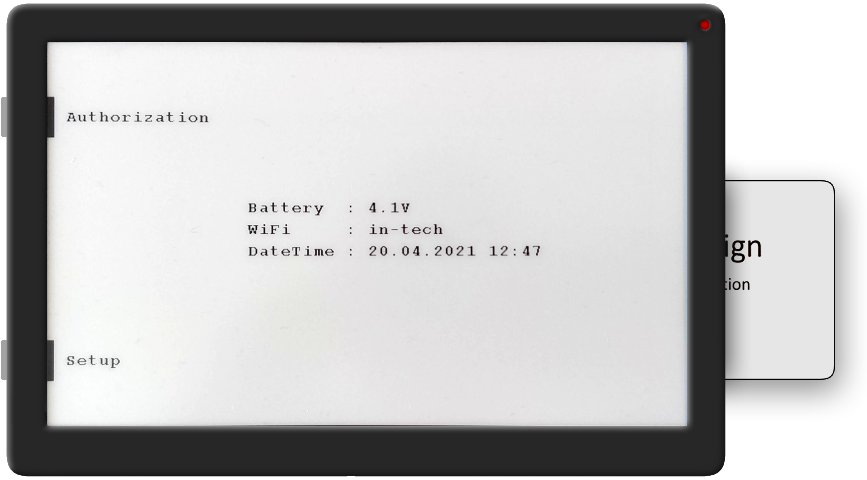 Authorization
Battery : 4.1V
WiFi : in-tech
DateTime : 20.04.2021 12:47
Setup